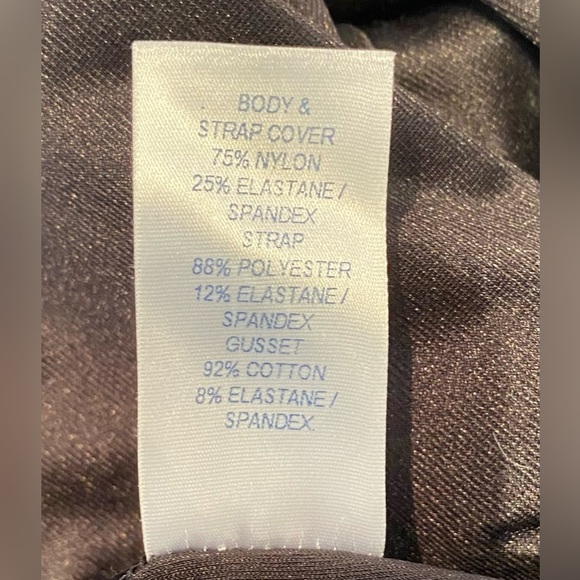 BODY &
STRAP COVER
75% NYLON
25% ELASTANE /
SPANDEX
STRAP
88% POLYESTER
12% ELASTANE /
SPANDEX
GUSSET
92% COTTON
8% ELASTANE /
SPANDEX